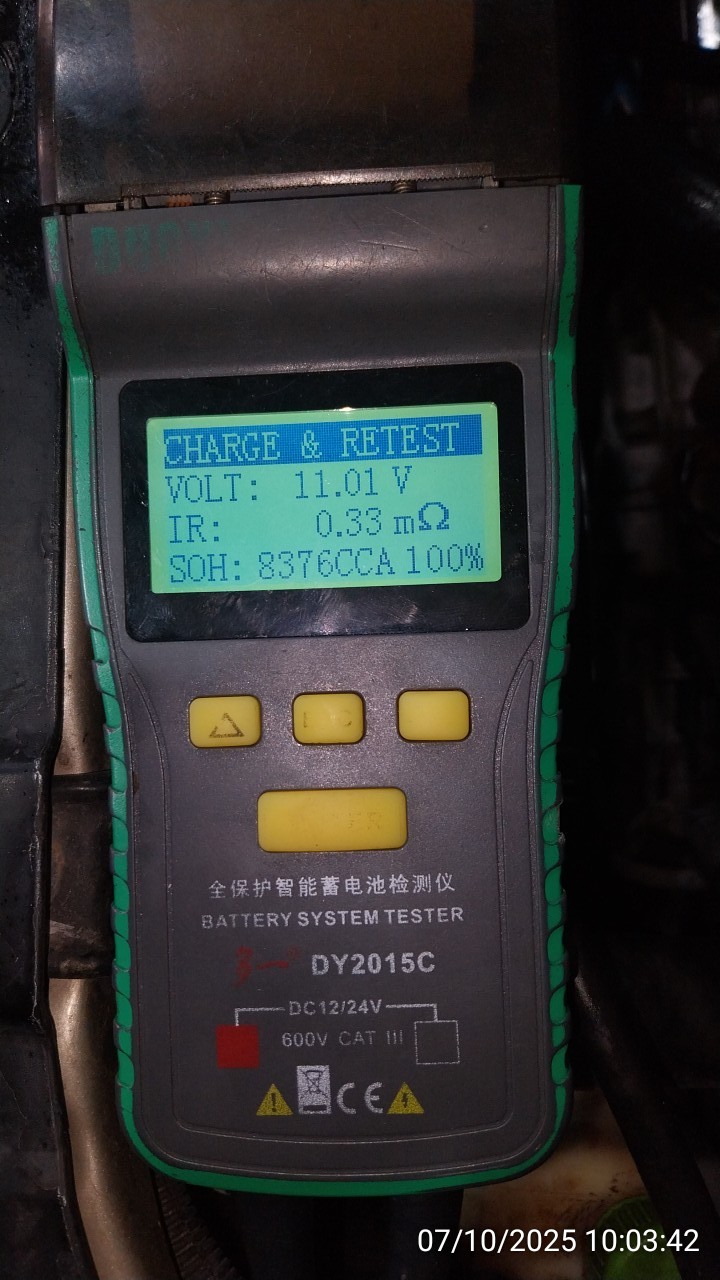 CHARGE & RETEST
VOLT: 11.01 V
IR: 0.33 mΩ
SOH: 8376CCA 100%
全保护智能蓄电池检测仪
BATTERY SYSTEM TESTER
DY2015C
DC12/24V
600V CAT III
CE
07/10/2025 10:03:42